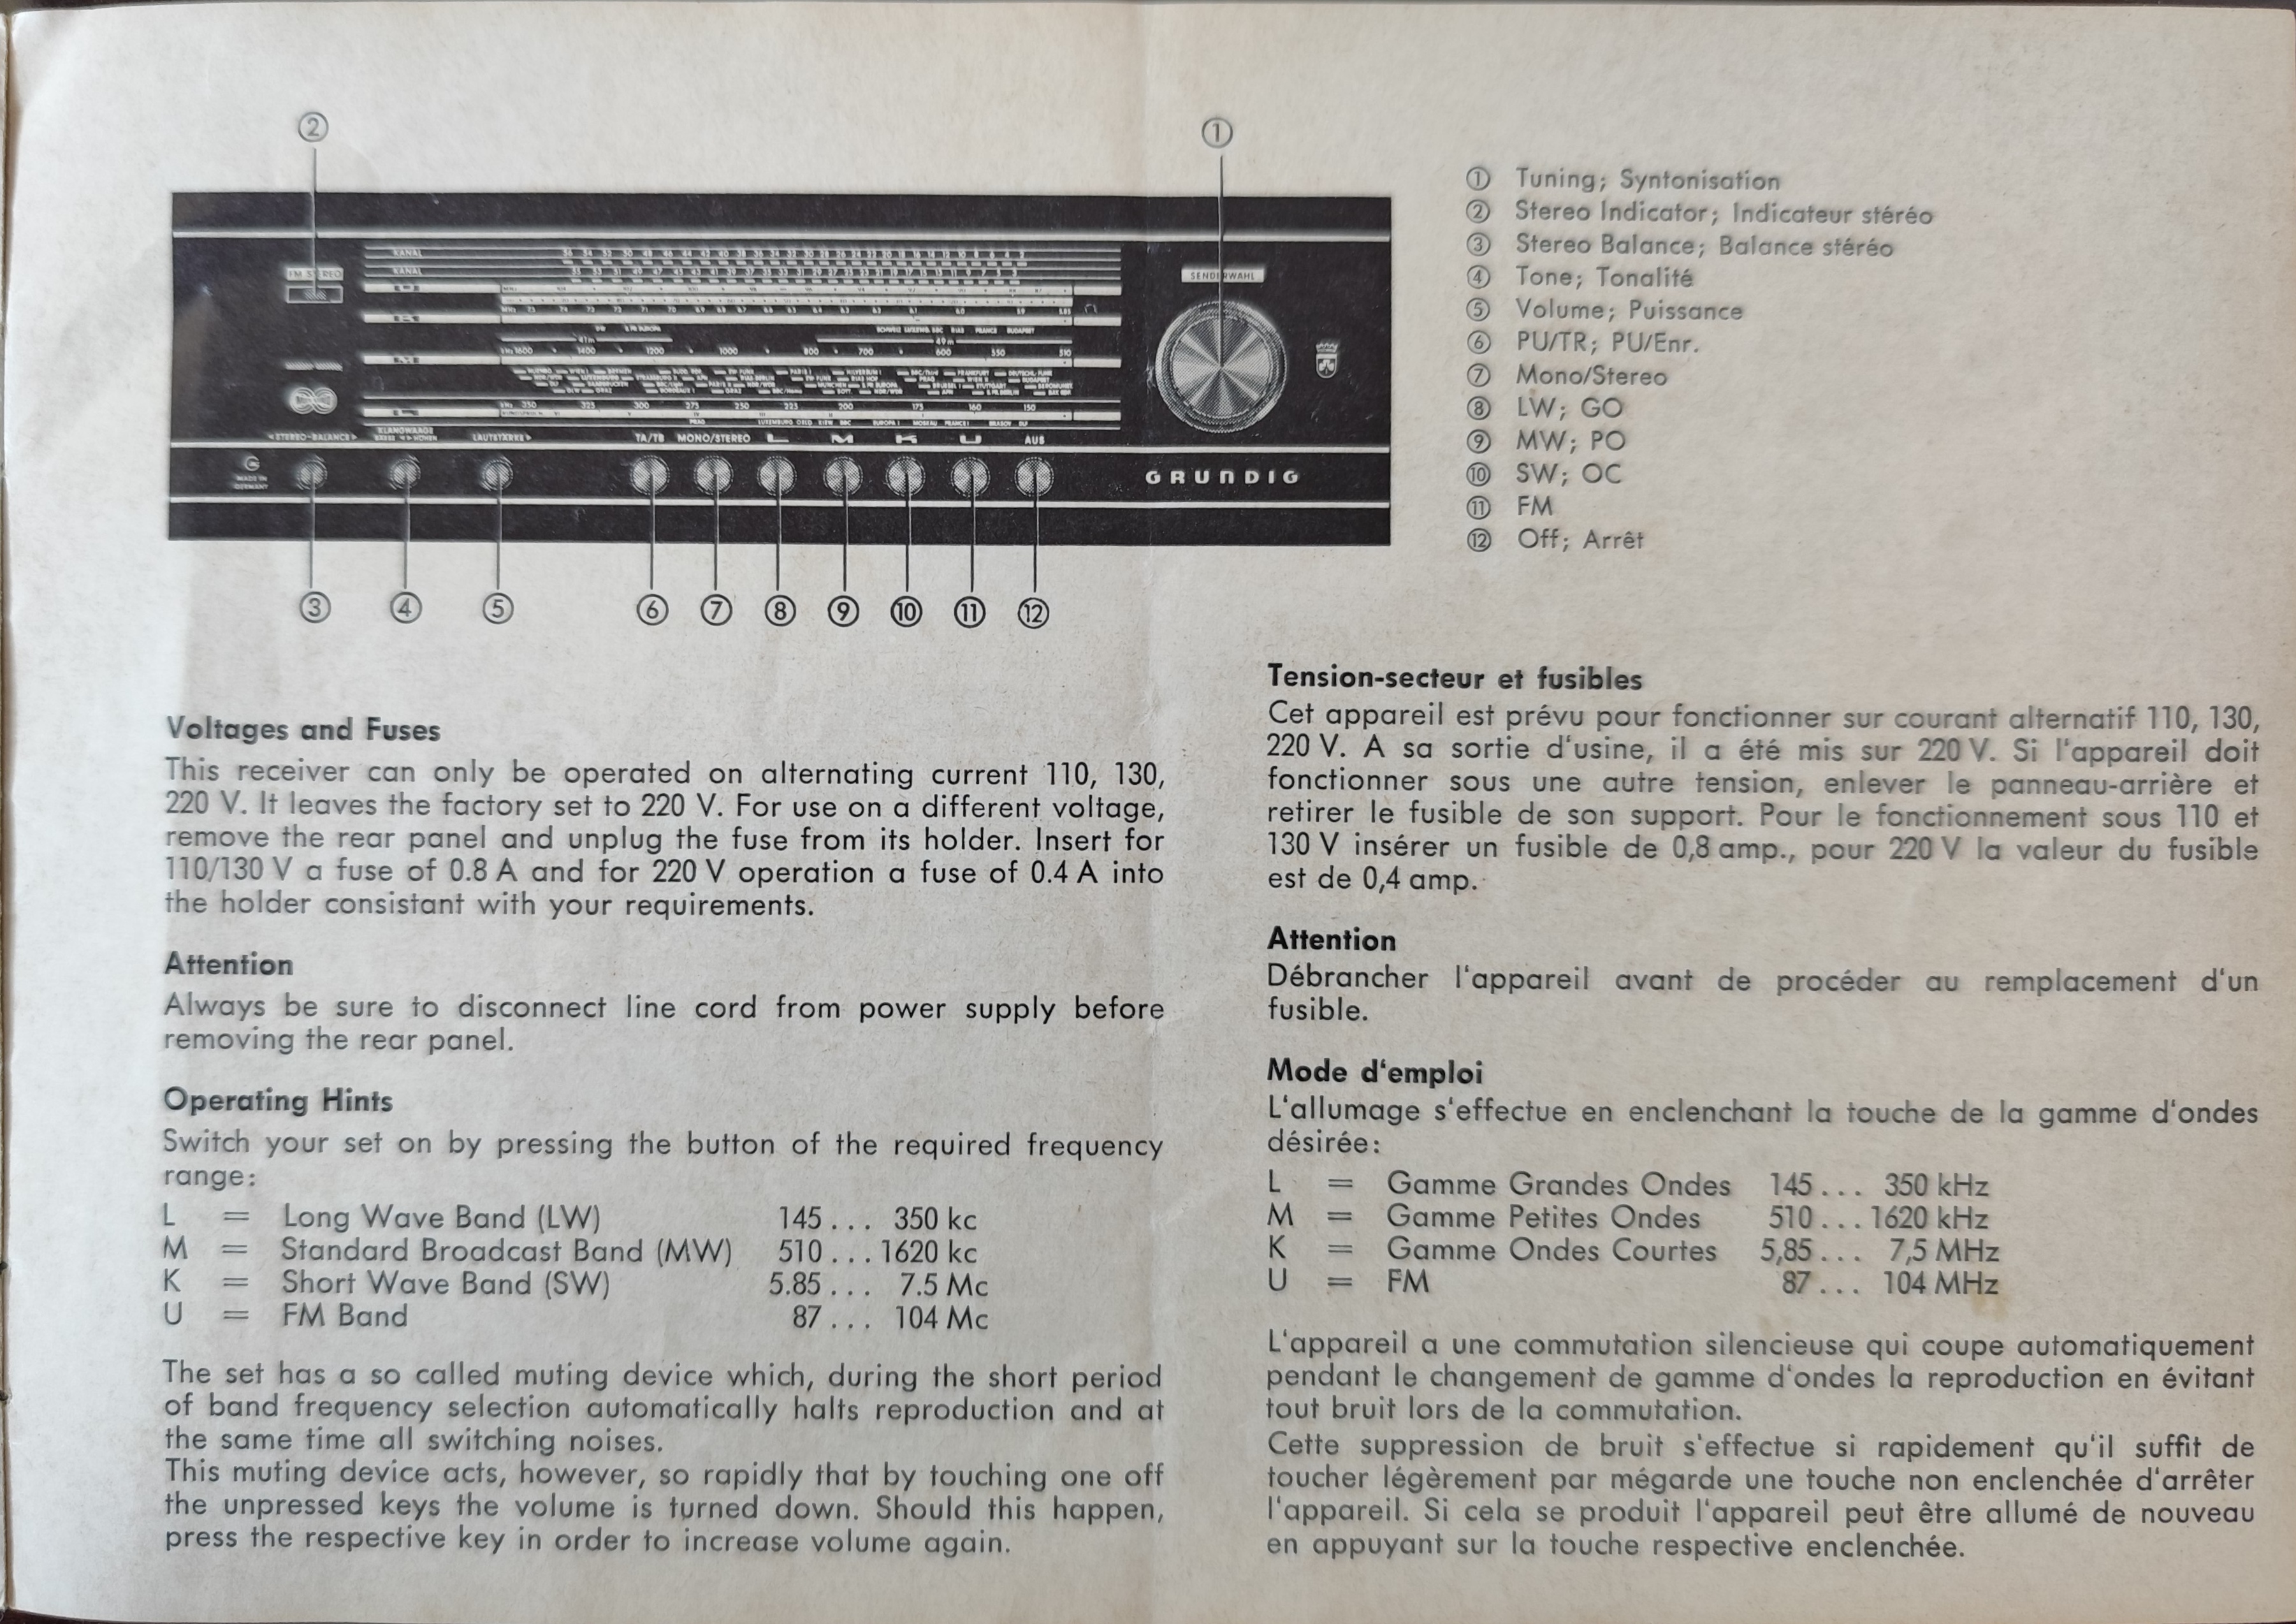 ② ①
FM STEREO
KANAL
KANAL
SENDERWAHL
<STEREO-BALANCE> KLANGWAAGE LAUTSTÄRKE> TA/TB MONO/STEREO L M K U AUS
MADE IN
GERMANY
GRUNDIG
③ ④ ⑤ ⑥ ⑦ ⑧ ⑨ ⑩ ⑪ ⑫
① Tuning; Syntonisation
② Stereo Indicator; Indicateur stéréo
③ Stereo Balance; Balance stéréo
④ Tone; Tonalité
⑤ Volume; Puissance
⑥ PU/TR; PU/Enr.
⑦ Mono/Stereo
⑧ LW; GO
⑨ MW; PO
⑩ SW; OC
⑪ FM
⑫ Off; Arrêt
Voltages and Fuses
This receiver can only be operated on alternating current 110, 130,
220 V. It leaves the factory set to 220 V. For use on a different voltage,
remove the rear panel and unplug the fuse from its holder. Insert for
110/130 V a fuse of 0.8 A and for 220 V operation a fuse of 0.4 A into
the holder consistant with your requirements.
Attention
Always be sure to disconnect line cord from power supply before
removing the rear panel.
Operating Hints
Switch your set on by pressing the button of the required frequency
range:
L = Long Wave Band (LW) 145 . . . 350 kc
M = Standard Broadcast Band (MW) 510 . . . 1620 kc
K = Short Wave Band (SW) 5.85 . . . 7.5 Mc
U = FM Band 87 . . . 104 Mc
The set has a so called muting device which, during the short period
of band frequency selection automatically halts reproduction and at
the same time all switching noises.
This muting device acts, however, so rapidly that by touching one off
the unpressed keys the volume is turned down. Should this happen,
press the respective key in order to increase volume again.
Tension-secteur et fusibles
Cet appareil est prévu pour fonctionner sur courant alternatif 110, 130,
220 V. A sa sortie d'usine, il a été mis sur 220 V. Si l'appareil doit
fonctionner sous une autre tension, enlever le panneau-arrière et
retirer le fusible de son support. Pour le fonctionnement sous 110 et
130 V insérer un fusible de 0,8 amp., pour 220 V la valeur du fusible
est de 0,4 amp.
Attention
Débrancher l'appareil avant de procéder au remplacement d'un
fusible.
Mode d'emploi
L'allumage s'effectue en enclenchant la touche de la gamme d'ondes
désirée:
L = Gamme Grandes Ondes 145 . . . 350 kHz
M = Gamme Petites Ondes 510 . . . 1620 kHz
K = Gamme Ondes Courtes 5,85 . . . 7,5 MHz
U = FM 87 . . . 104 MHz
L'appareil a une commutation silencieuse qui coupe automatiquement
pendant le changement de gamme d'ondes la reproduction en évitant
tout bruit lors de la commutation.
Cette suppression de bruit s'effectue si rapidement qu'il suffit de
toucher légèrement par mégarde une touche non enclenchée d'arrêter
l'appareil. Si cela se produit l'appareil peut être allumé de nouveau
en appuyant sur la touche respective enclenchée.